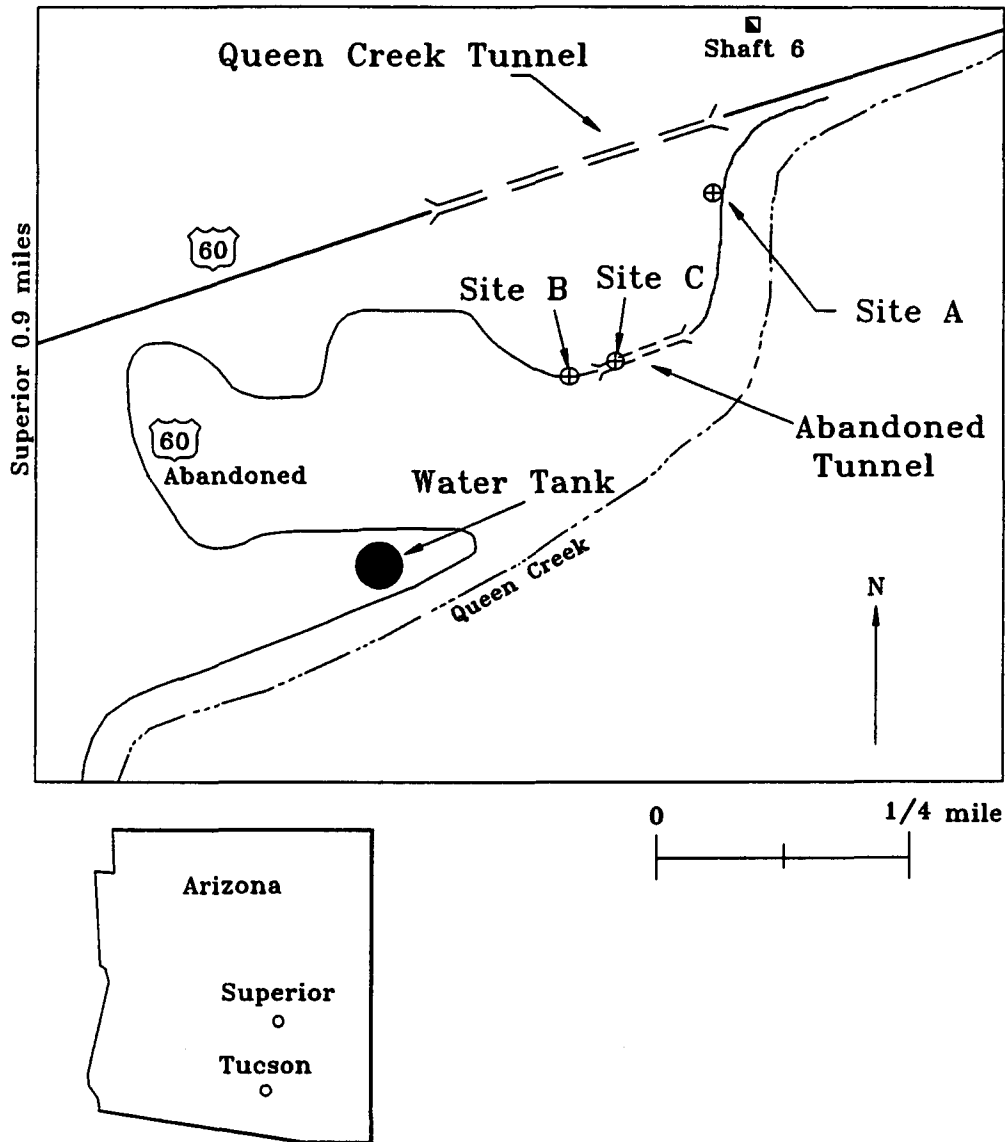 Shaft 6
Queen Creek Tunnel
60
Site B
Site C
Site A
Superior 0.9 miles
60
Abandoned
Abandoned
Tunnel
Water Tank
Queen Creek
N
0
1/4 mile
Arizona
Superior
Tucson